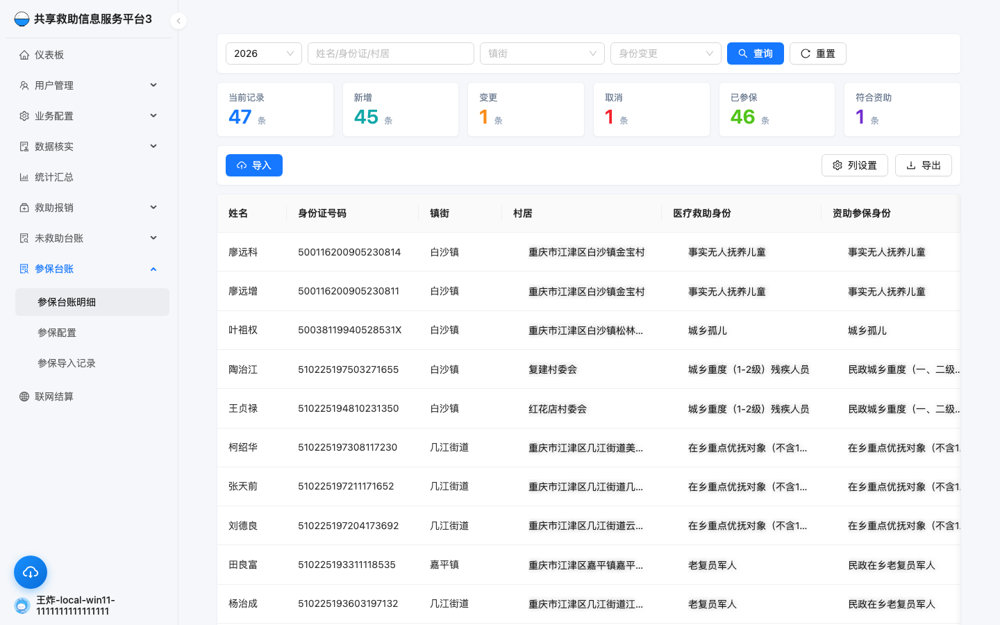 共享救助信息服务平台3
仪表板
用户管理
业务配置
数据核实
统计汇总
救助报销
未救助台账
参保台账
参保台账明细
参保配置
参保导入记录
联网结算
王炸-local-win11-
1111111111111111
2026
姓名/身份证/村居
镇街
身份变更
查询
重置
当前记录
47 条
新增
45 条
变更
1 条
取消
1 条
已参保
46 条
符合资助
1 条
导入
列设置
导出
姓名 身份证号码 镇街 村居 医疗救助身份 资助参保身份
廖远科 500116200905230814 白沙镇 重庆市江津区白沙镇金宝村 事实无人抚养儿童 事实无人抚养儿童
廖远增 500116200905230811 白沙镇 重庆市江津区白沙镇金宝村 事实无人抚养儿童 事实无人抚养儿童
叶祖权 50038119940528531X 白沙镇 重庆市江津区白沙镇松林... 城乡孤儿 城乡孤儿
陶治江 510225197503271655 白沙镇 复建村委会 城乡重度（1-2级）残疾人员 民政城乡重度（一、二级...
王贞禄 510225194810231350 白沙镇 红花店村委会 城乡重度（1-2级）残疾人员 民政城乡重度（一、二级...
柯绍华 510225197308117230 几江街道 重庆市江津区几江街道美... 在乡重点优抚对象（不含1... 在乡重点优抚对象（不含1
张天前 510225197211171652 几江街道 重庆市江津区几江街道几... 在乡重点优抚对象（不含1... 在乡重点优抚对象（不含1
刘德良 510225197204173692 几江街道 重庆市江津区几江街道云... 在乡重点优抚对象（不含1... 在乡重点优抚对象（不含1
田良富 510225193311118535 嘉平镇 重庆市江津区嘉平镇嘉平... 老复员军人 民政在乡老复员军人
杨治成 510225193603197132 几江街道 重庆市江津区几江街道江... 老复员军人 民政在乡老复员军人